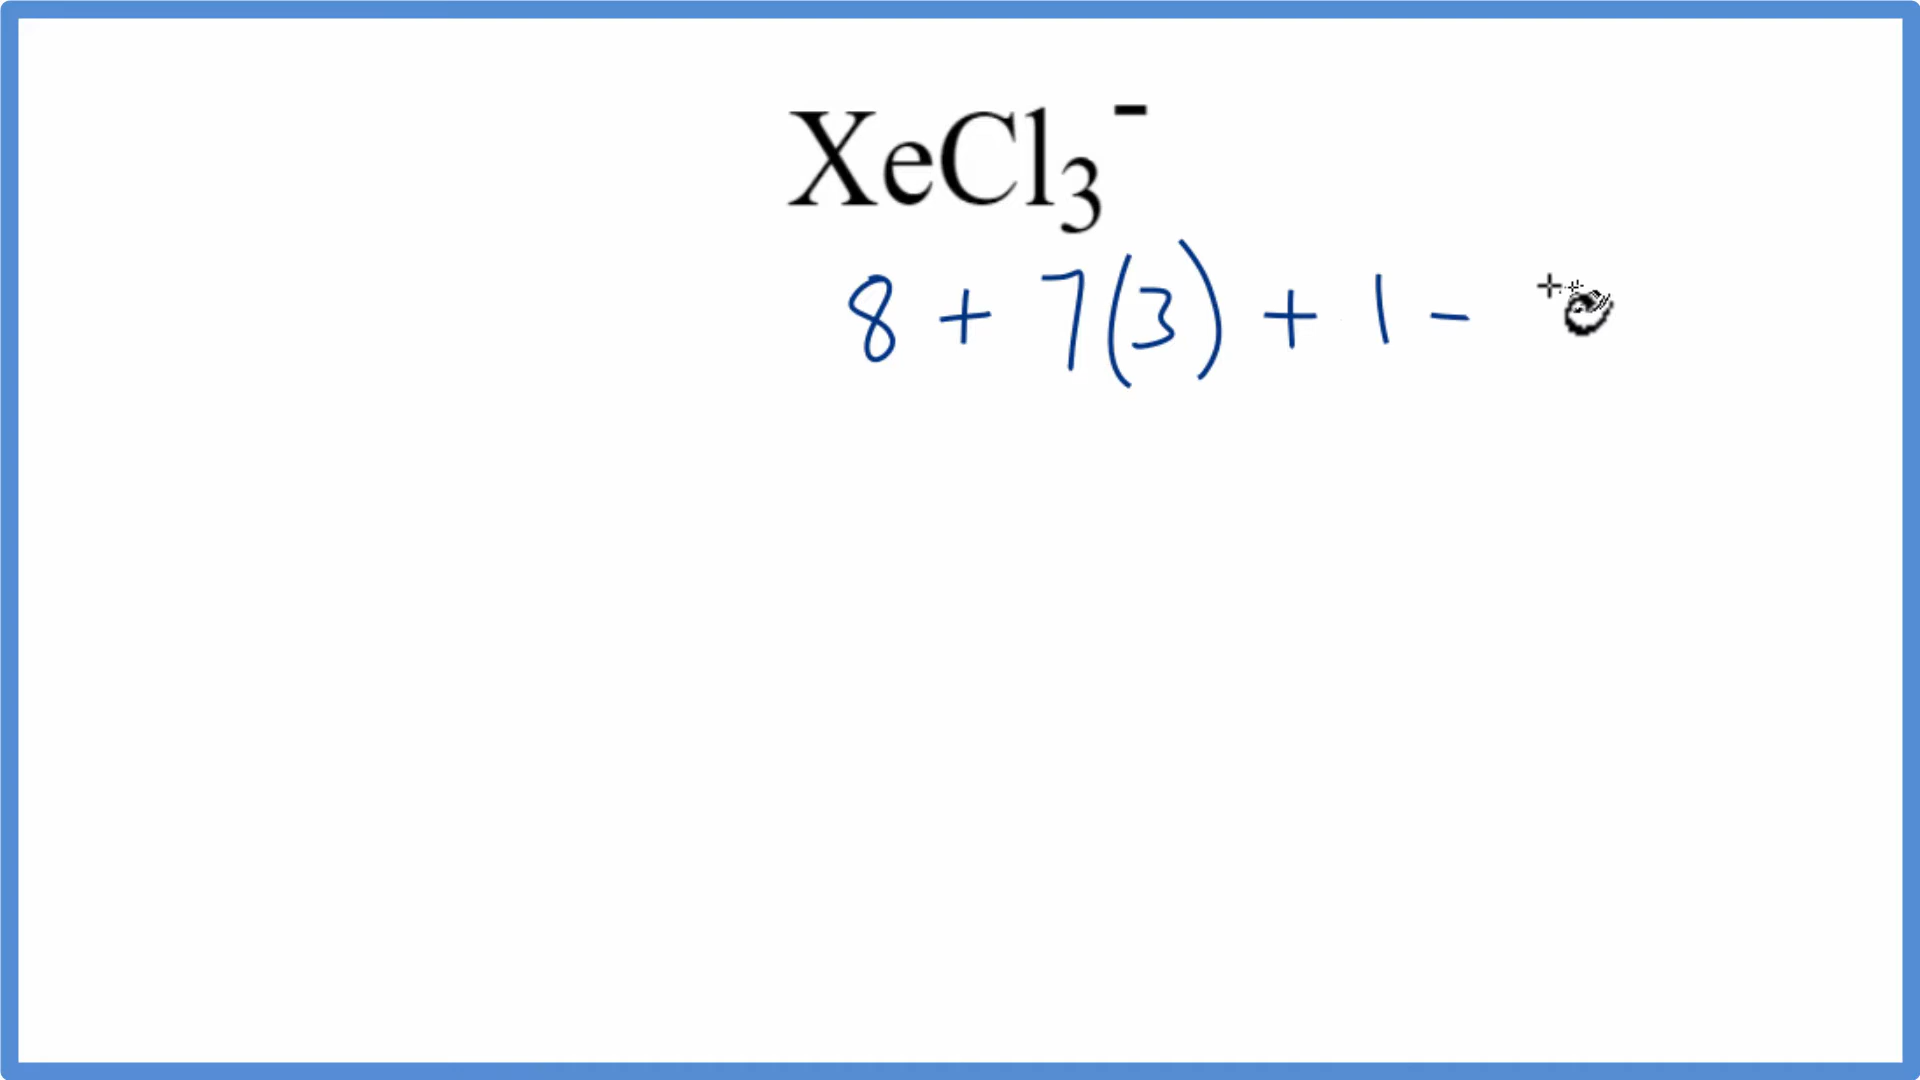 XeCl₃⁻
8 + 7(3) + 1 -